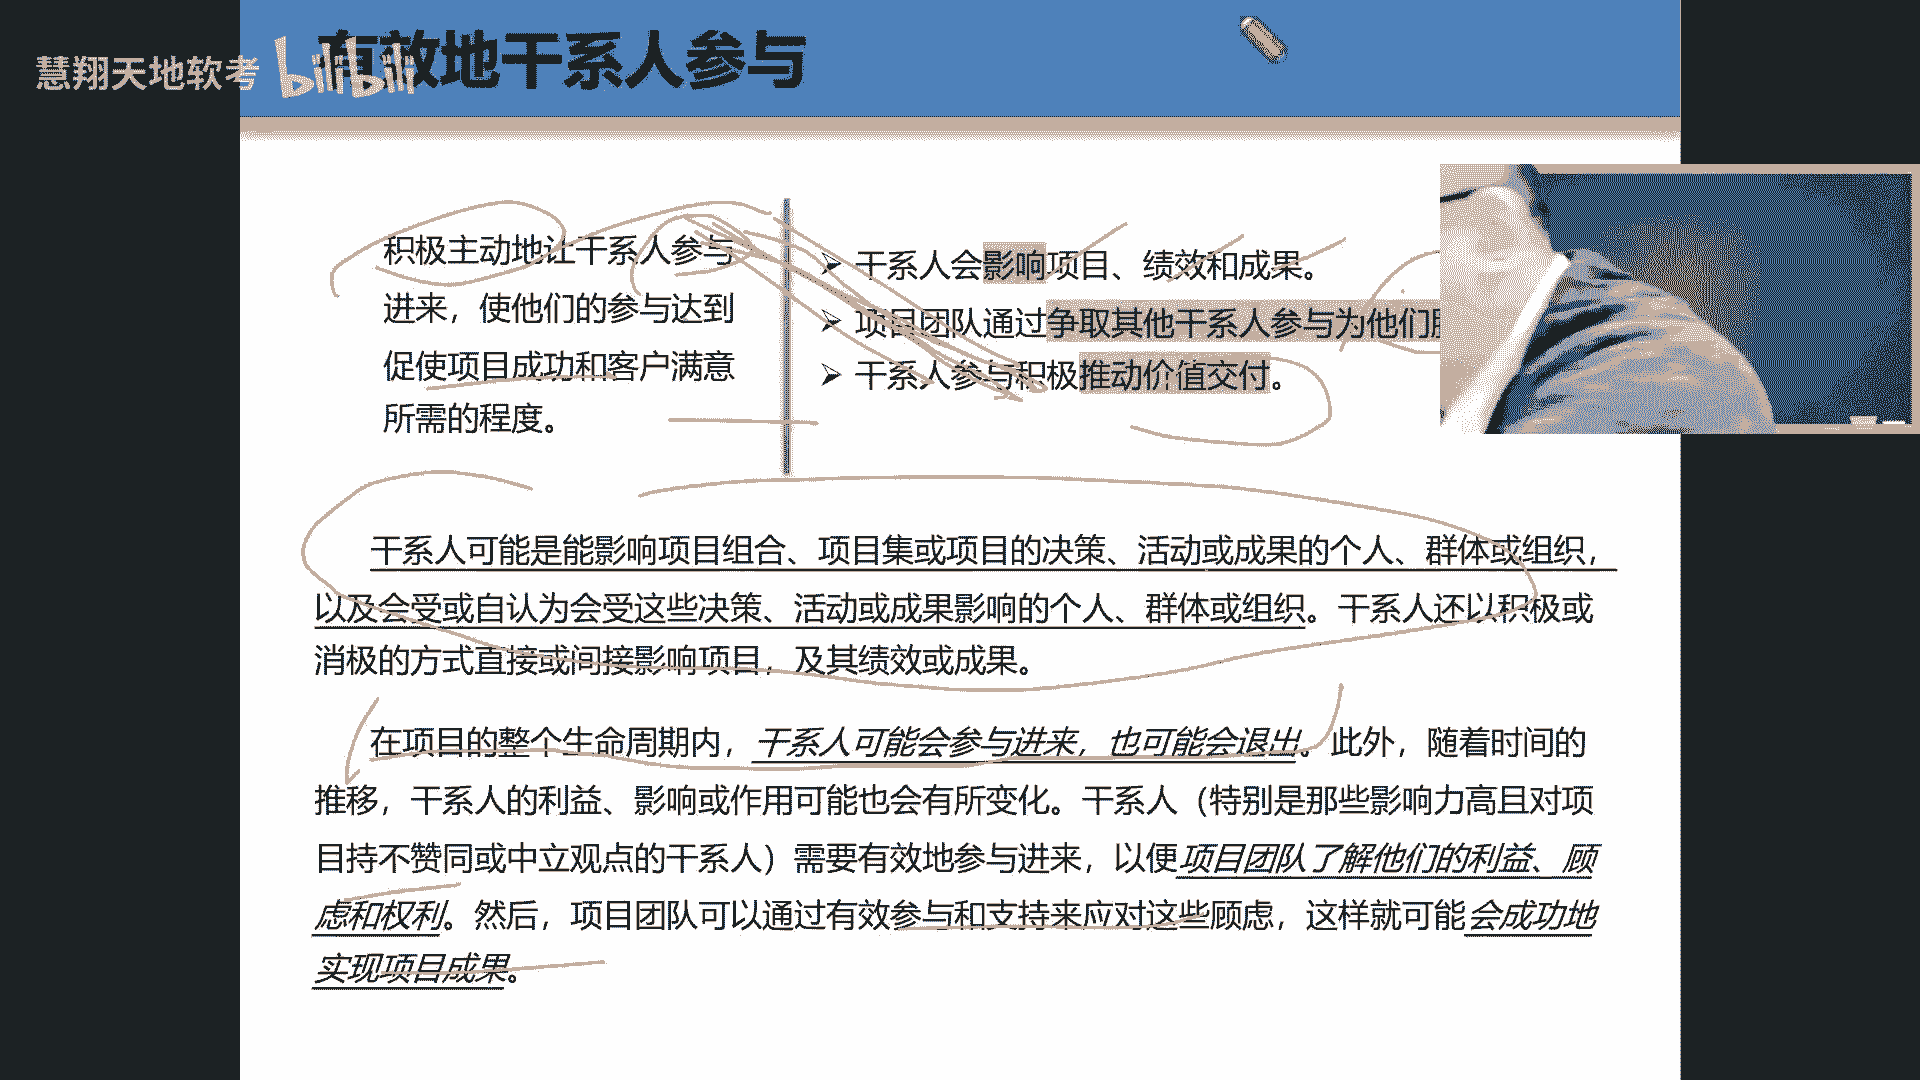 慧翔天地软考
bilibili
有效地干系人参与
积极主动地让干系人参与
进来，使他们的参与达到
促使项目成功和客户满意
所需的程度。
➢ 干系人会影响项目、绩效和成果。
➢ 项目团队通过争取其他干系人参与为他们
➢ 干系人参与积极推动价值交付。
干系人可能是能影响项目组合、项目集或项目的决策、活动或成果的个人、群体或组织，
以及会受或自认为会受这些决策、活动或成果影响的个人、群体或组织。干系人还以积极或
消极的方式直接或间接影响项目，及其绩效或成果。
在项目的整个生命周期内，干系人可能会参与进来，也可能会退出。此外，随着时间的
推移，干系人的利益、影响或作用可能也会有所变化。干系人（特别是那些影响力高且对项
目持不赞同或中立观点的干系人）需要有效地参与进来，以便项目团队了解他们的利益、顾
虑和权利。然后，项目团队可以通过有效参与和支持来应对这些顾虑，这样就可能会成功地
实现项目成果。